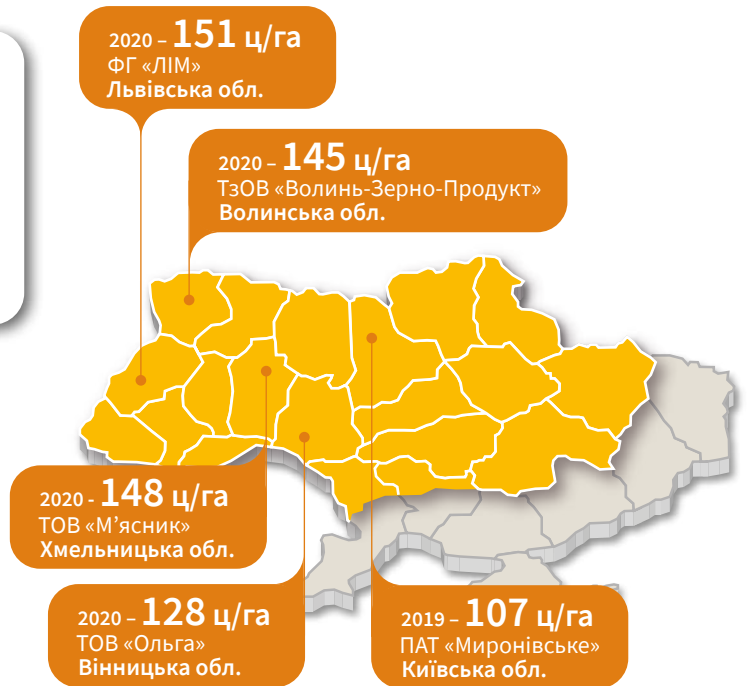 2020 – 151 ц/га
ФГ «ЛІМ»
Львівська обл.
2020 – 145 ц/га
ТзОВ «Волинь-Зерно-Продукт»
Волинська обл.
2020 - 148 ц/га
ТОВ «М’ясник»
Хмельницька обл.
2020 – 128 ц/га
ТОВ «Ольга»
Вінницька обл.
2019 – 107 ц/га
ПАТ «Миронівське»
Київська обл.